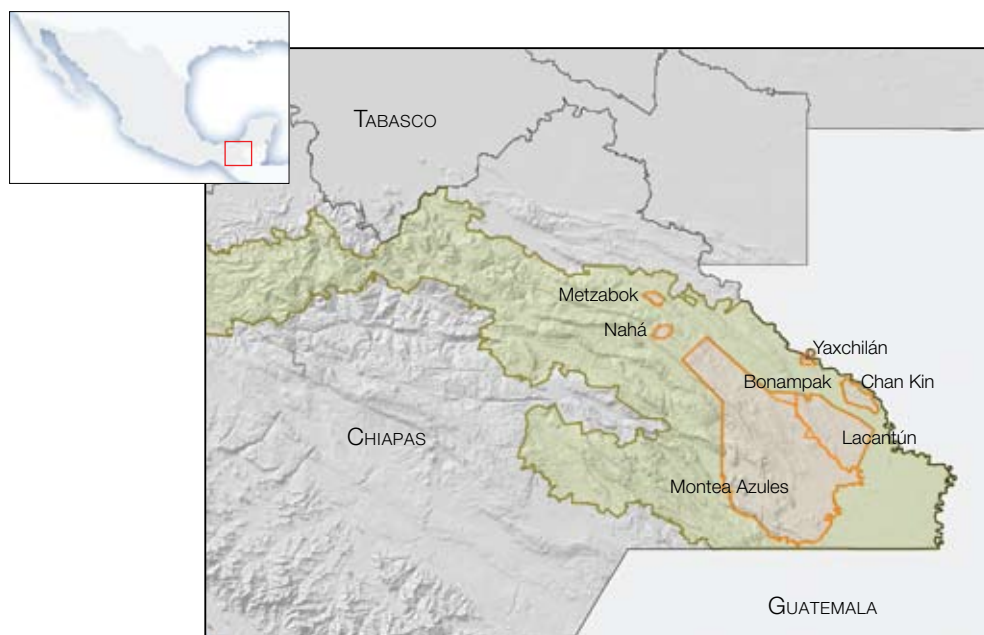 TABASCO
Metzabok
Nahá
Yaxchilán
Bonampak
Chan Kin
Lacantún
CHIAPAS
Montea Azules
GUATEMALA